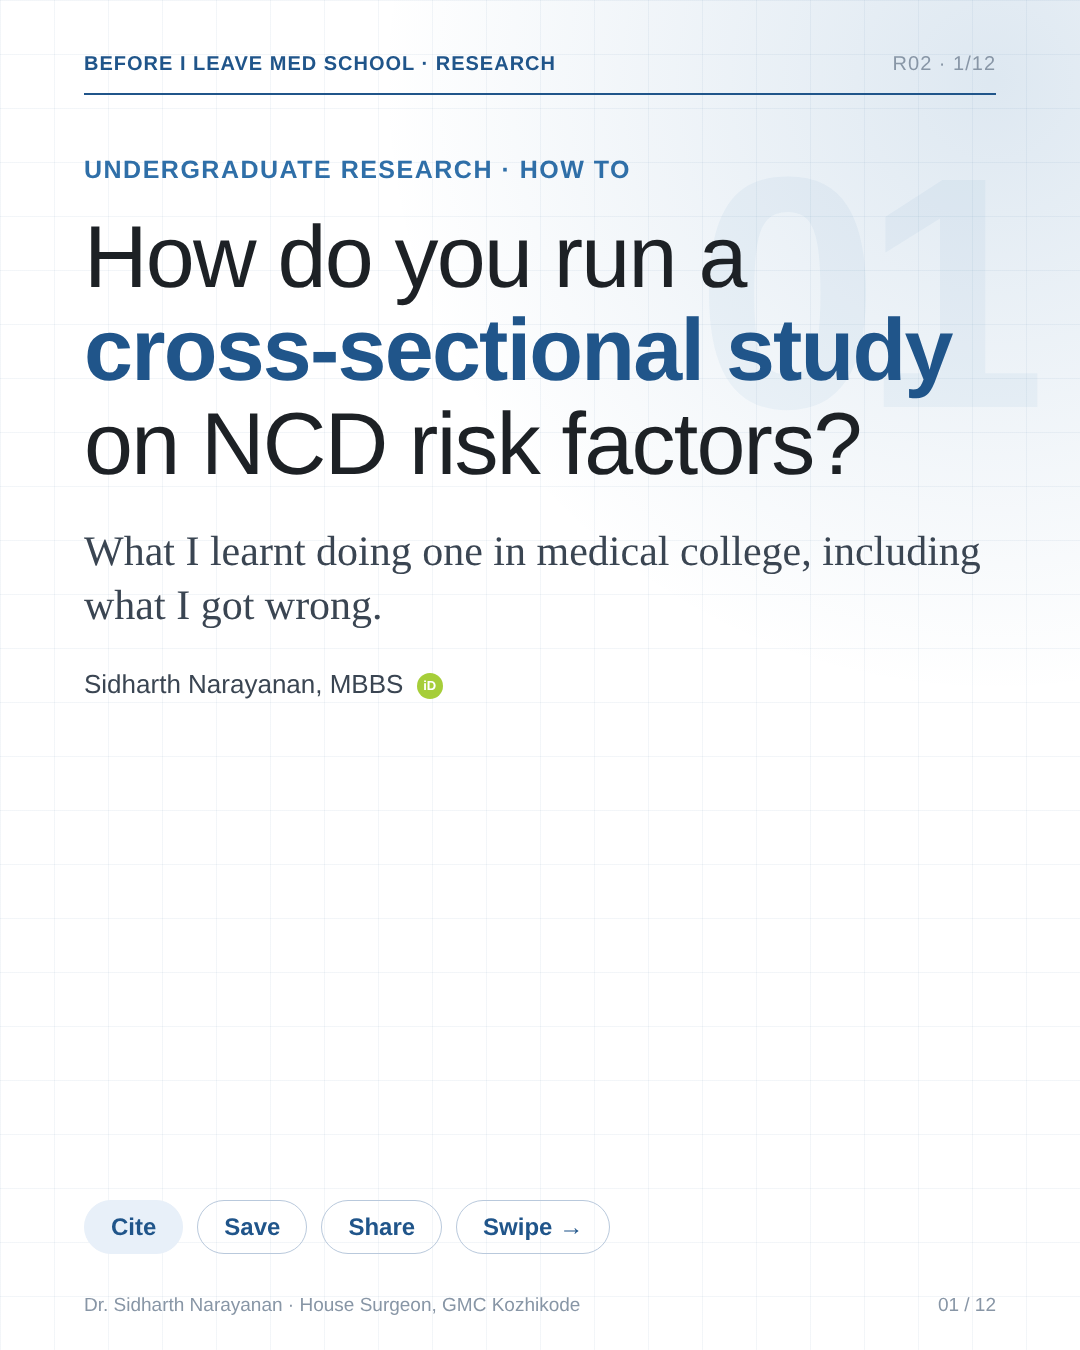 BEFORE I LEAVE MED SCHOOL · RESEARCH
R02 · 1/12
01
UNDERGRADUATE RESEARCH · HOW TO
How do you run a
cross-sectional study
on NCD risk factors?
What I learnt doing one in medical college, including
what I got wrong.
Sidharth Narayanan, MBBS iD
Cite Save Share Swipe →
Dr. Sidharth Narayanan · House Surgeon, GMC Kozhikode
01 / 12